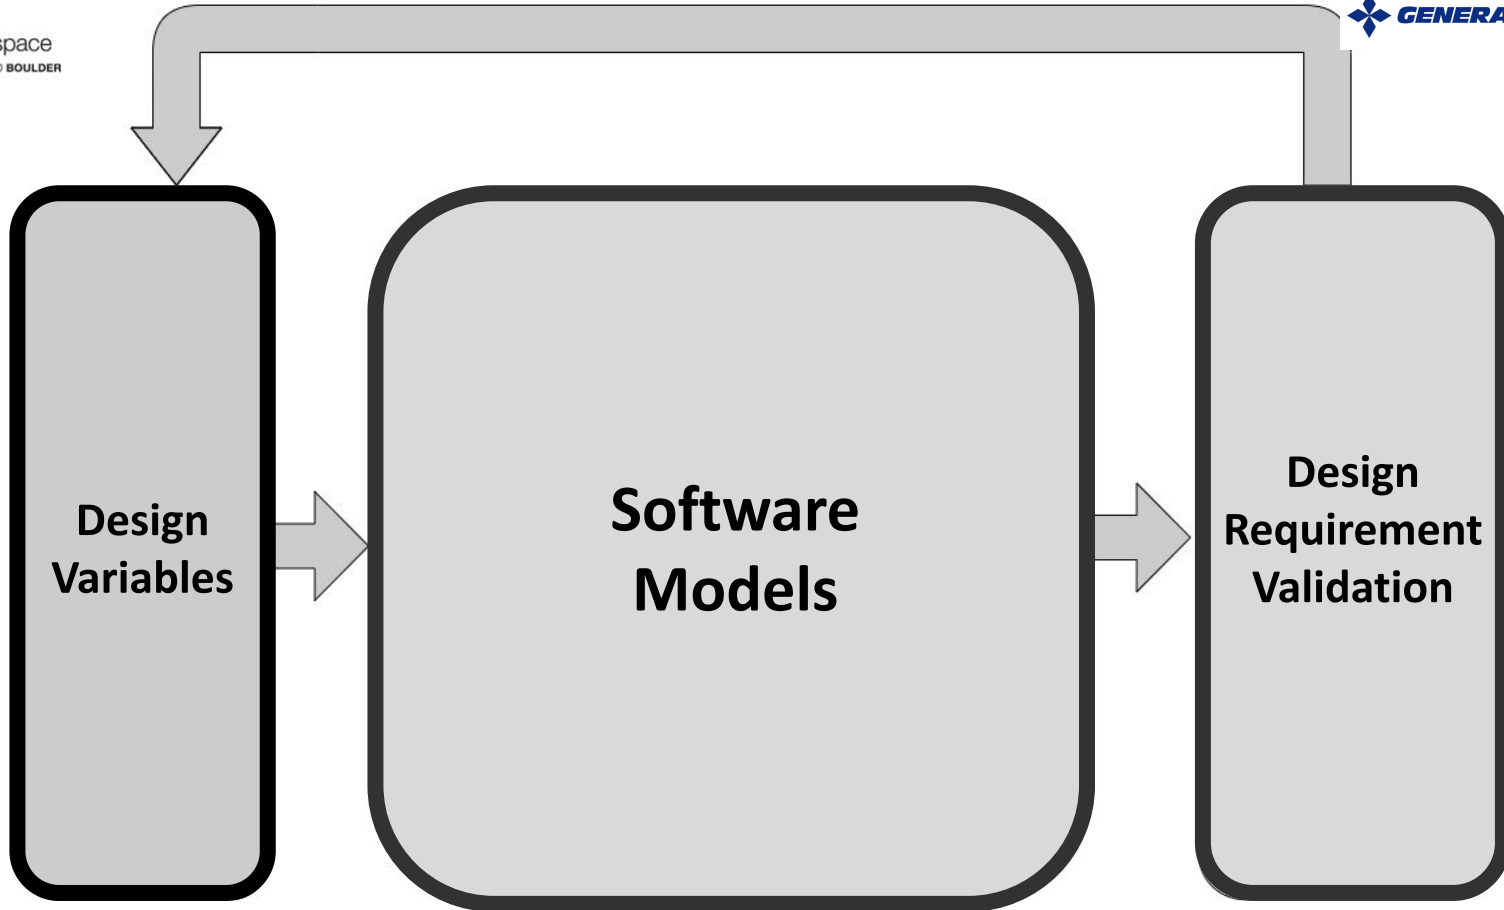 GENERA
space
BOULDER
Design
Variables
Software
Models
Design
Requirement
Validation